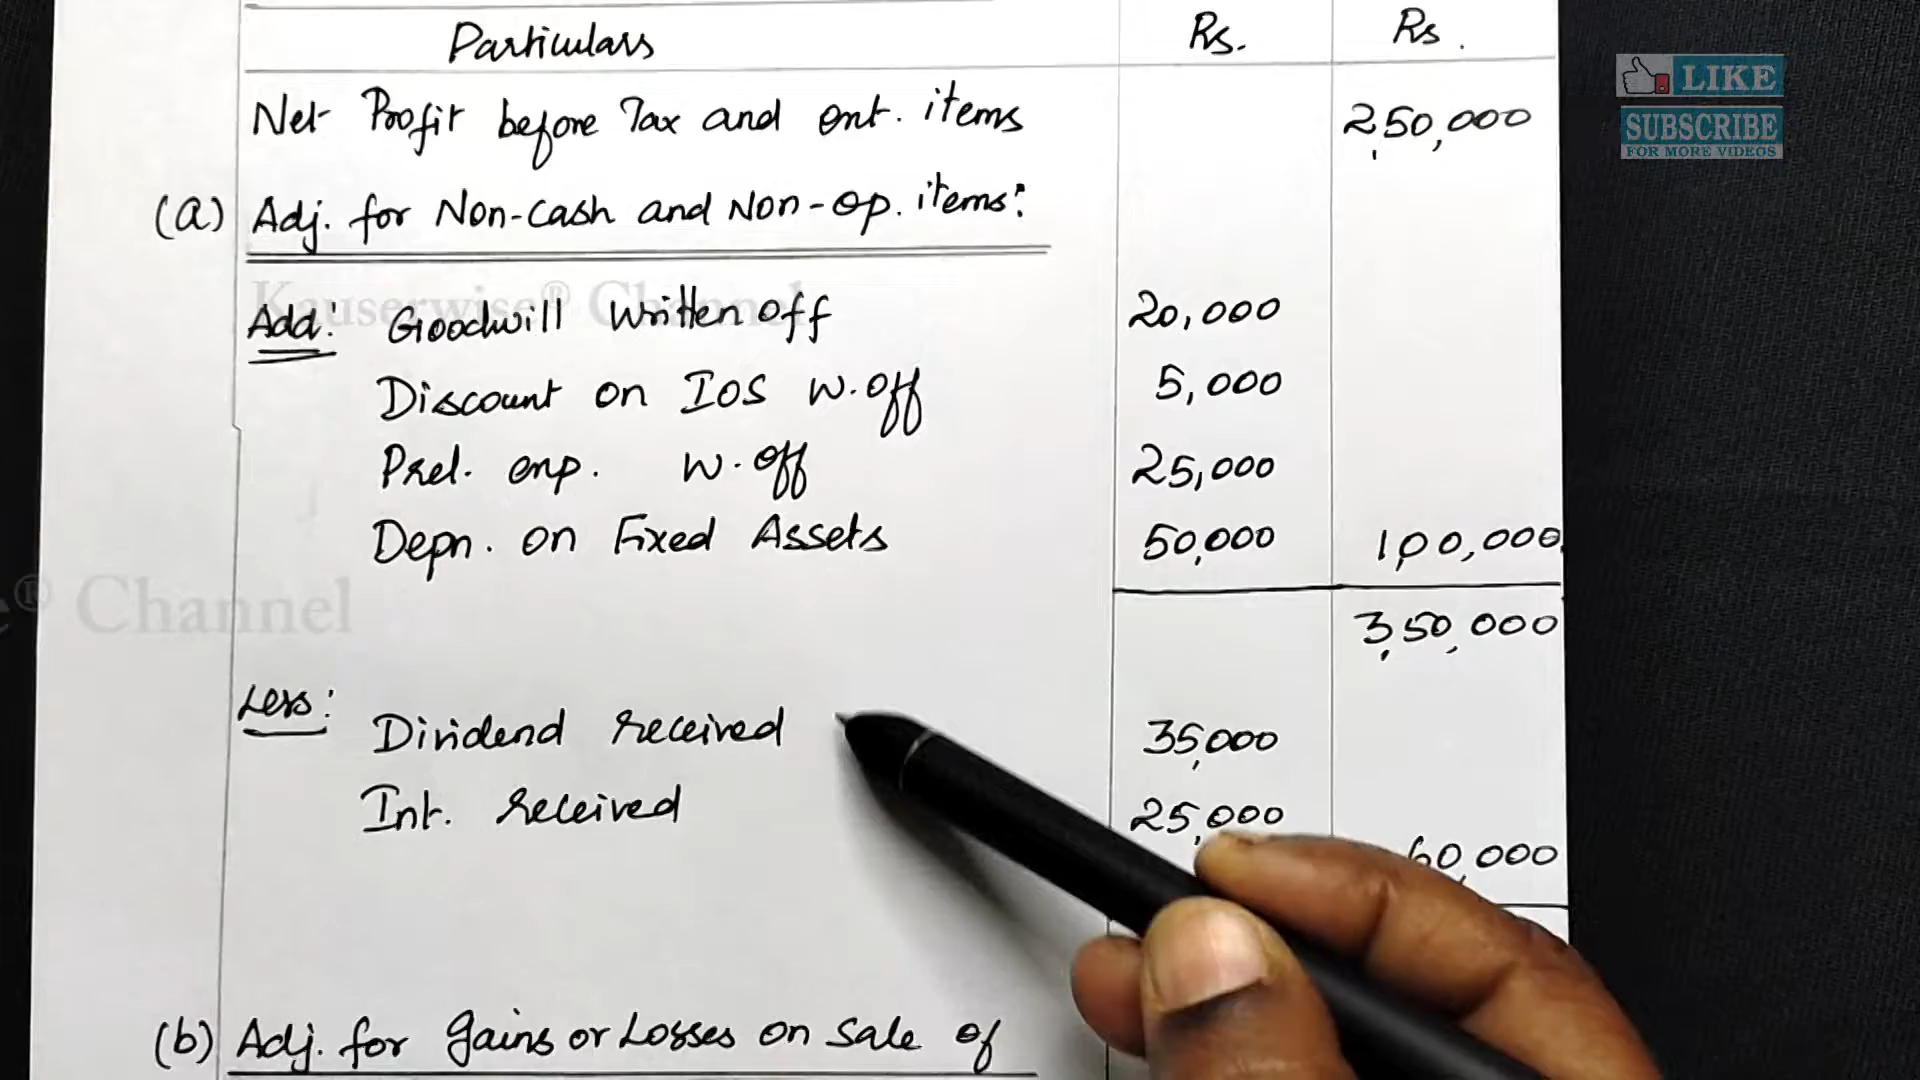 Particulars Rs. Rs.
Net Profit before Tax and Ext. items 2,50,000
(a) Adj. for Non-cash and Non-op. items:
Kauserwise® Channel
Add: Goodwill Written off 20,000
Discount on IOS W.off 5,000
Prel. exp. W.off 25,000
Depn. on Fixed Assets 50,000 1,00,000
® Channel
3,50,000
Less:
Dividend received 35,000
Int. received 25,000
60,000
(b) Adj. for gains or Losses on sale of
LIKE
SUBSCRIBE
FOR MORE VIDEOS